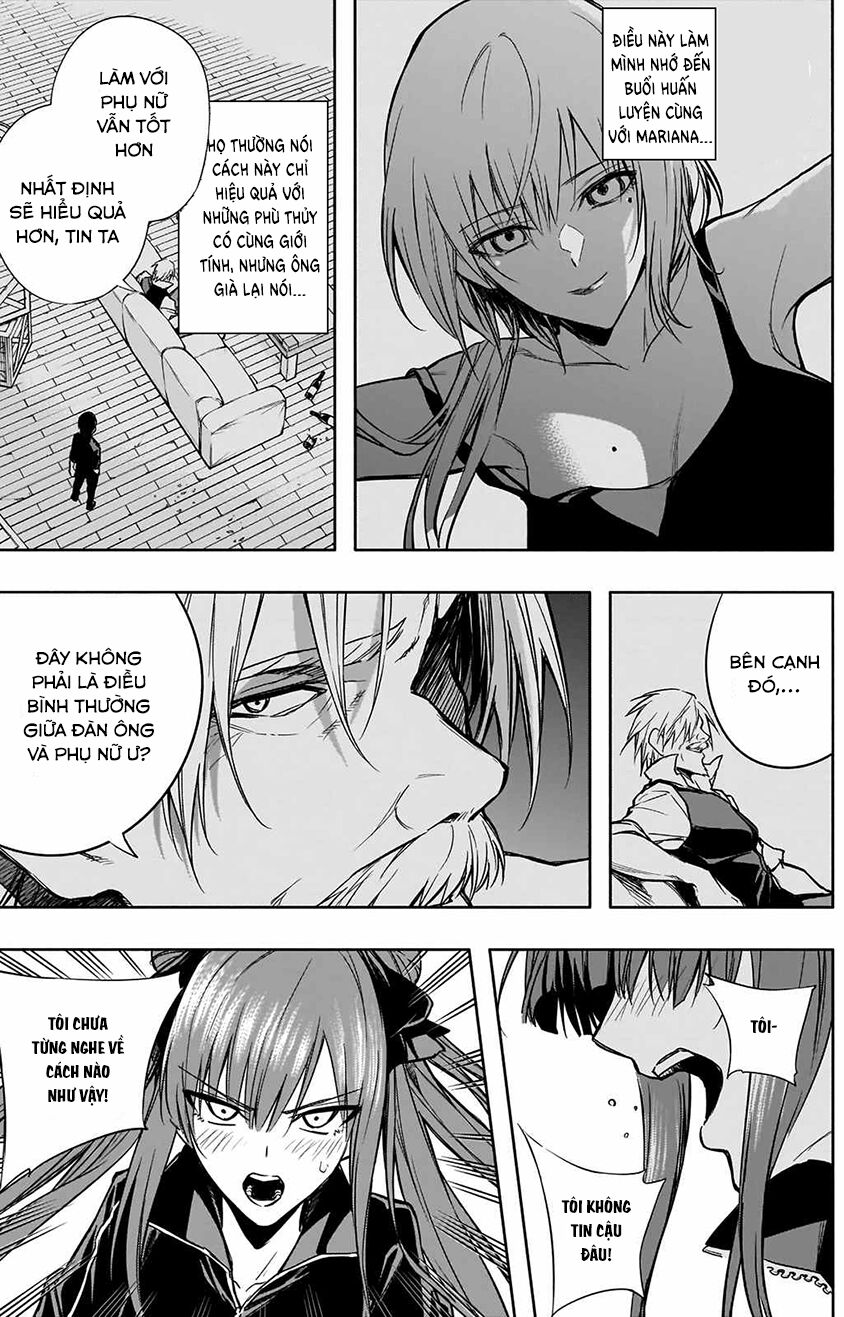 ĐIỀU NÀY LÀM
MÌNH NHỚ ĐẾN
BUỔI HUẤN
LUYỆN CÙNG
VỚI MARIANA...
HỌ THƯỜNG NÓI
CÁCH NÀY CHỈ
HIỆU QUẢ VỚI
NHỮNG PHÙ THỦY
CÓ CÙNG GIỚI
TÍNH, NHƯNG ÔNG
GIÀ LẠI NÓI...
LÀM VỚI
PHỤ NỮ
VẪN TỐT
HƠN
NHẤT ĐỊNH
SẼ HIỂU QUẢ
HƠN, TIN TA
BÊN CẠNH
ĐÓ,...
ĐÂY KHÔNG
PHẢI LÀ ĐIỀU
BÌNH THƯỜNG
GIỮA ĐÀN ÔNG
VÀ PHỤ NỮ Ư?
TÔI-
TÔI KHÔNG
TIN CẬU
ĐÂU!
TÔI CHƯA
TỪNG NGHE VỀ
CÁCH NÀO
NHƯ VẬY!